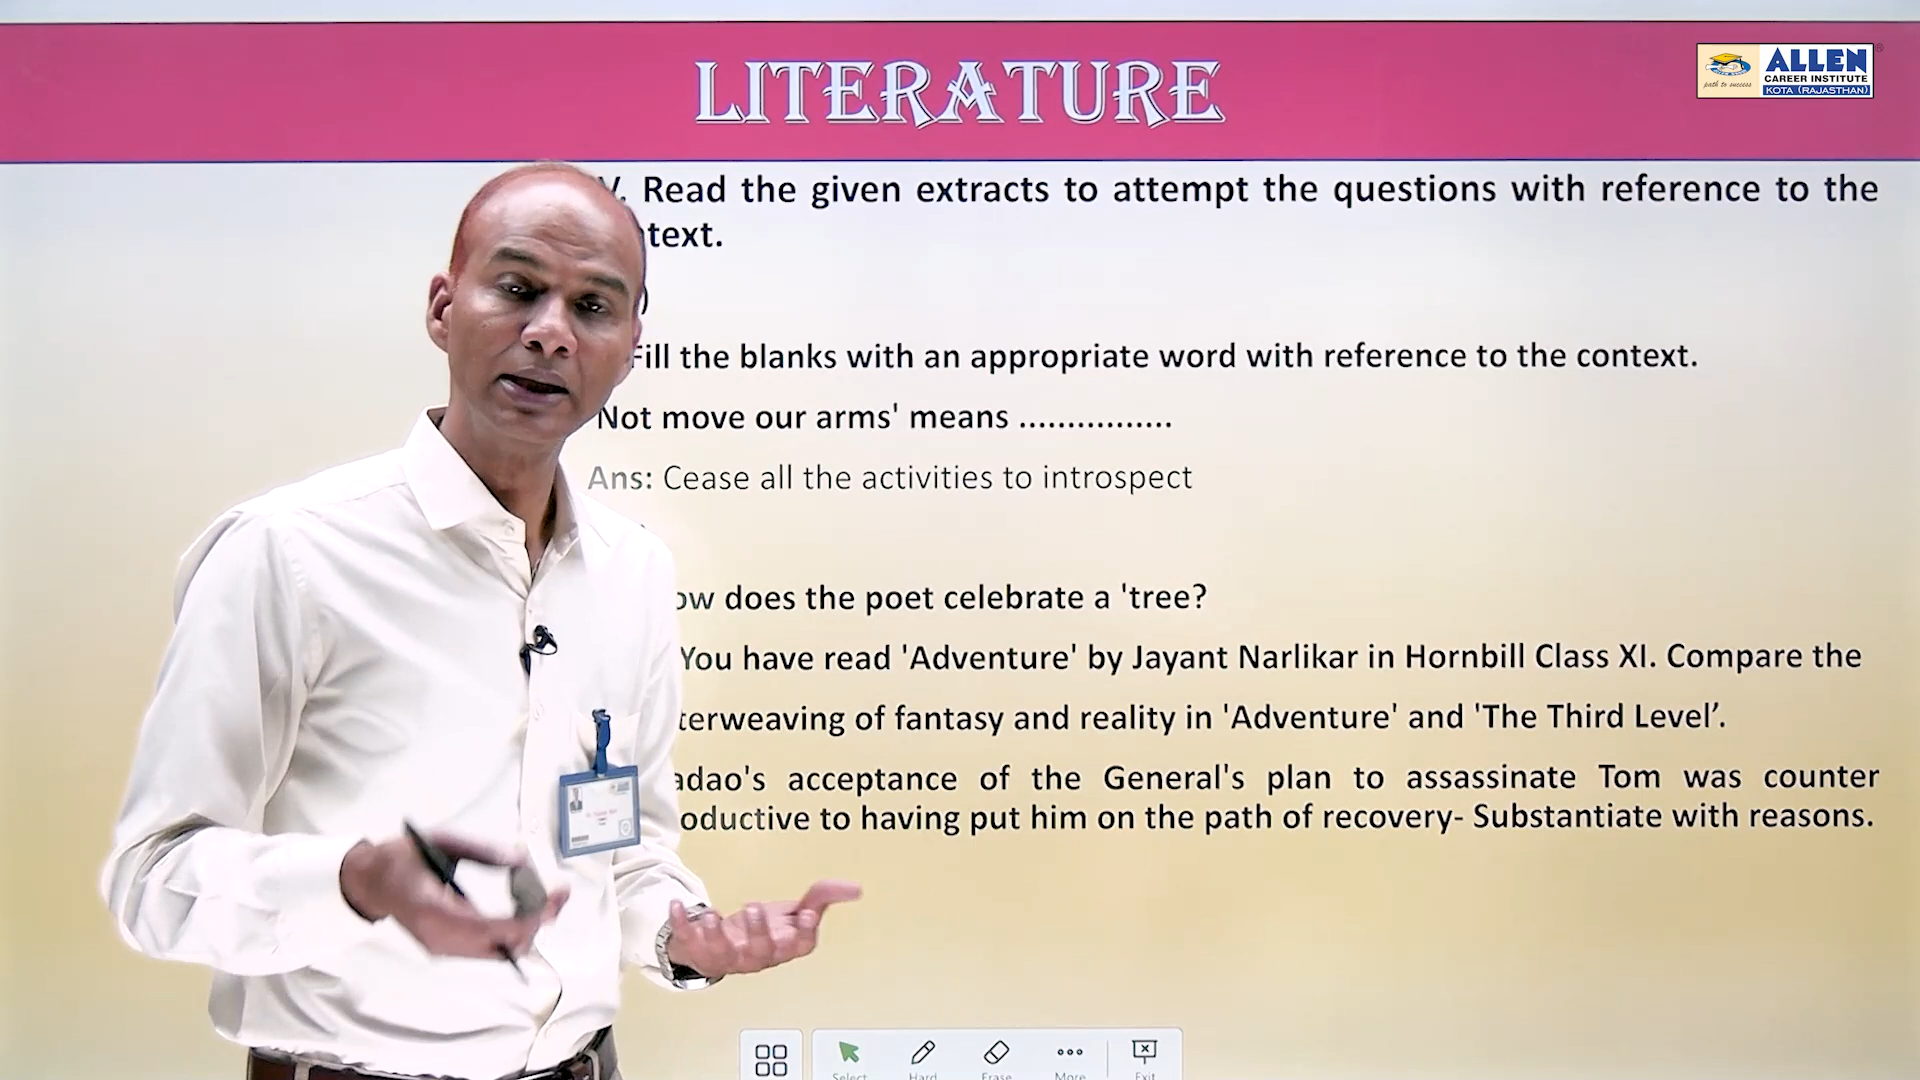 LITERATURE
ALLEN
CAREER INSTITUTE
KOTA (RAJASTHAN)
path to success
V. Read the given extracts to attempt the questions with reference to the
text.
)
Fill the blanks with an appropriate word with reference to the context.
Not move our arms' means ................
Ans: Cease all the activities to introspect
ow does the poet celebrate a 'tree?
You have read 'Adventure' by Jayant Narlikar in Hornbill Class XI. Compare the
terweaving of fantasy and reality in 'Adventure' and 'The Third Level’.
adao's acceptance of the General's plan to assassinate Tom was counter
oductive to having put him on the path of recovery- Substantiate with reasons.
Select Hard Erase More Exit